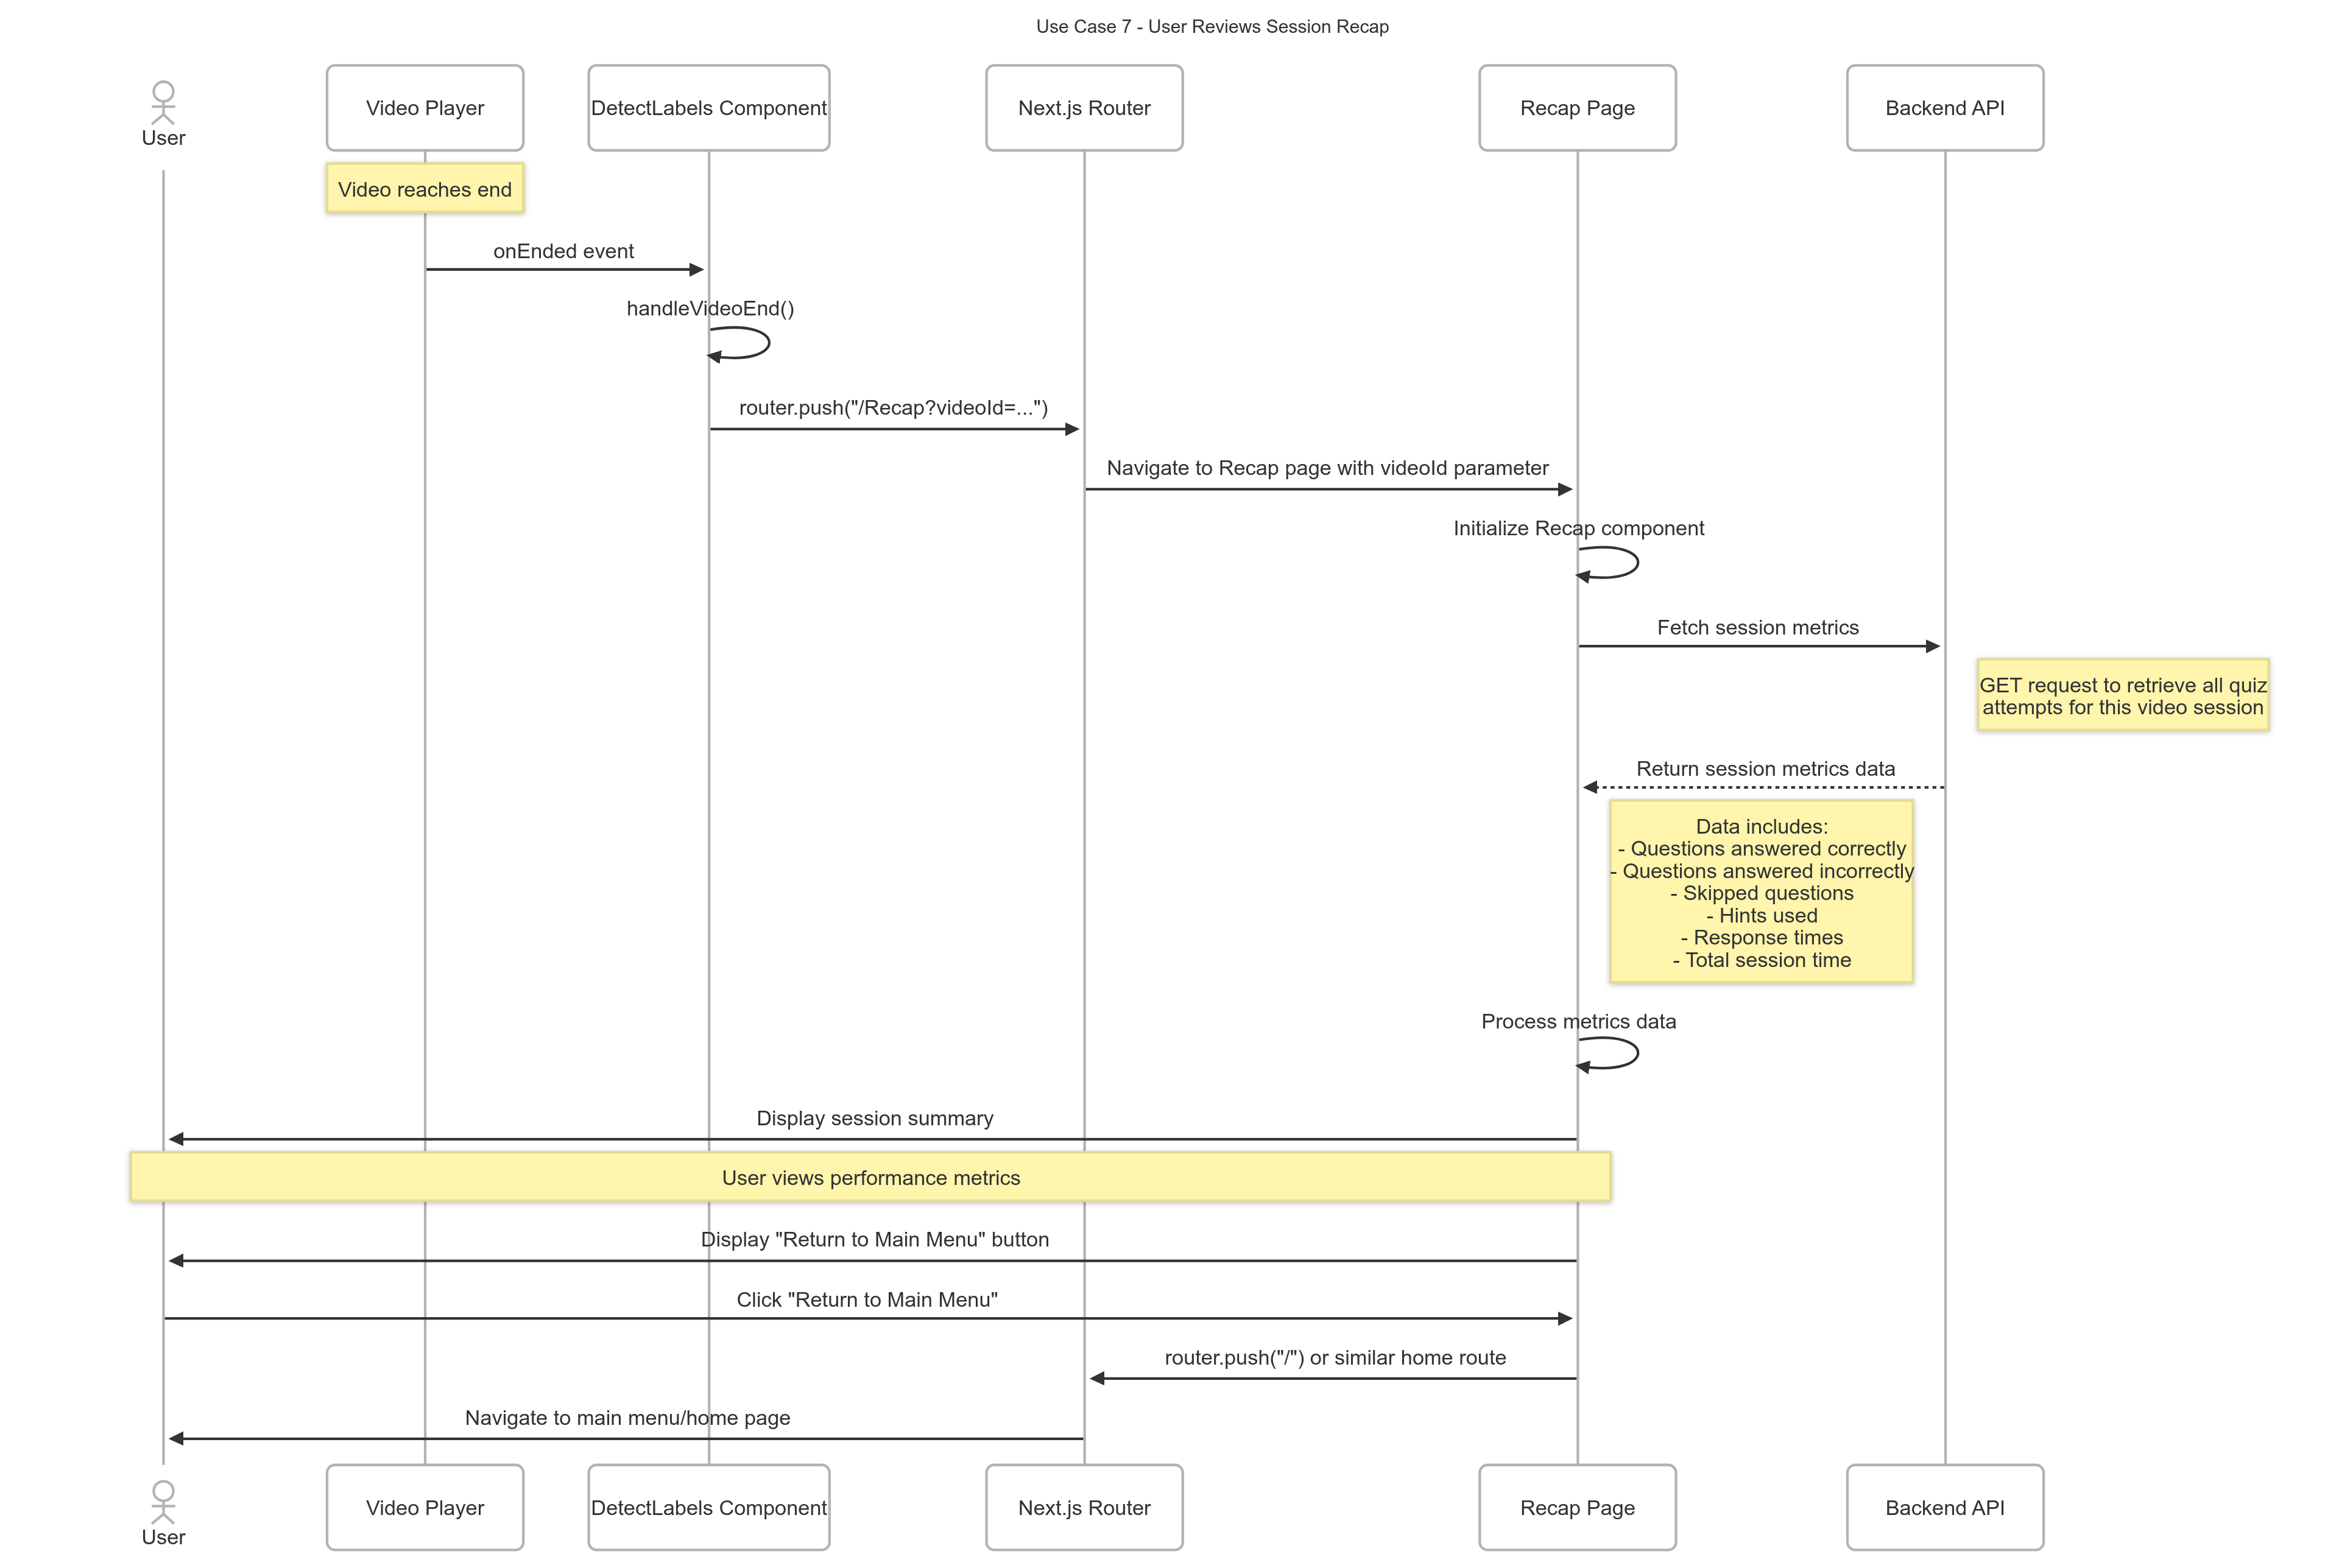 Use Case 7 - User Reviews Session Recap
User
Video Player
DetectLabels Component
Next.js Router
Recap Page
Backend API
Video reaches end
onEnded event
handleVideoEnd()
router.push("/Recap?videoId=...")
Navigate to Recap page with videoId parameter
Initialize Recap component
Fetch session metrics
GET request to retrieve all quiz
attempts for this video session
Return session metrics data
Data includes:
- Questions answered correctly
- Questions answered incorrectly
- Skipped questions
- Hints used
- Response times
- Total session time
Process metrics data
Display session summary
User views performance metrics
Display "Return to Main Menu" button
Click "Return to Main Menu"
router.push("/") or similar home route
Navigate to main menu/home page
User
Video Player
DetectLabels Component
Next.js Router
Recap Page
Backend API